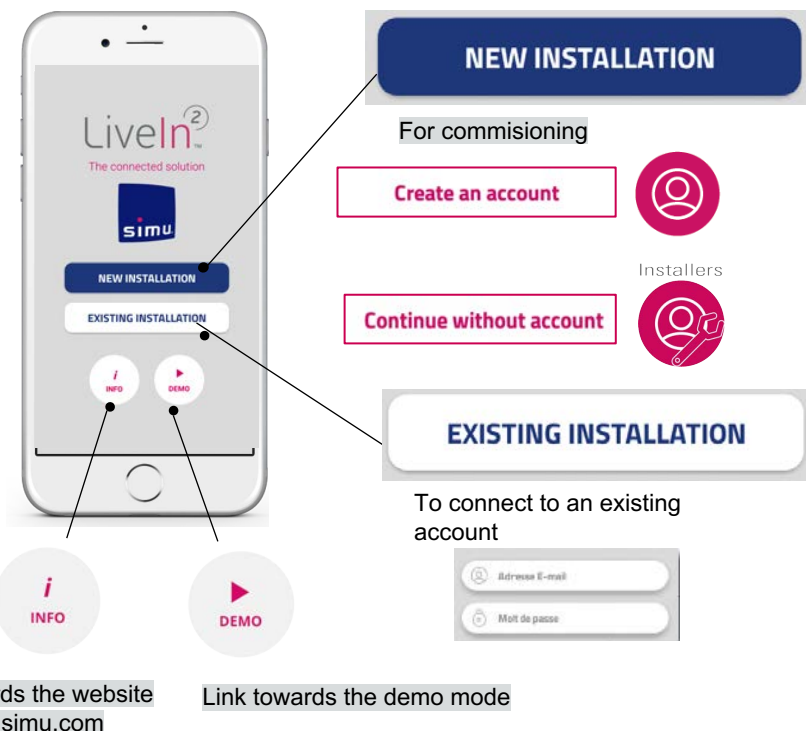 LiveIn2
The connected solution
simu
NEW INSTALLATION
EXISTING INSTALLATION
i
INFO
DEMO
NEW INSTALLATION
For commisioning
Create an account
Installers
Continue without account
EXISTING INSTALLATION
To connect to an existing
account
Adresse E-mail
Mott de passe
i
INFO
DEMO
rds the website
simu.com
Link towards the demo mode